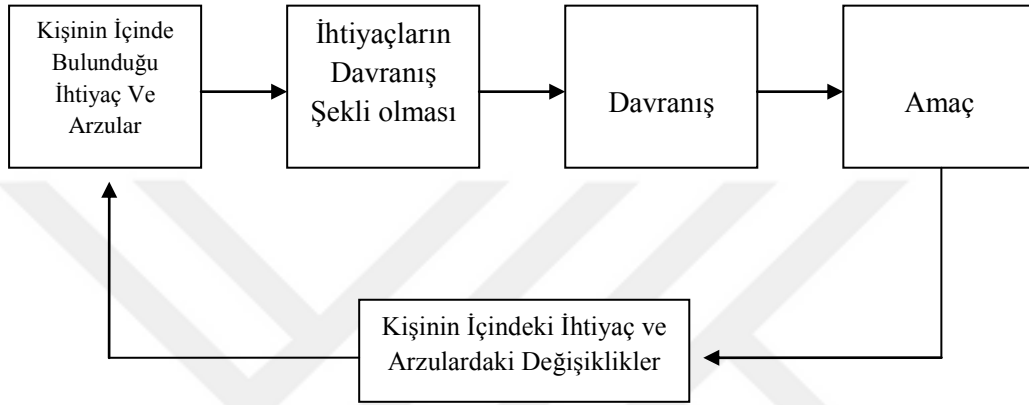 Kişinin İçinde
Bulunduğu
İhtiyaç Ve
Arzular
İhtiyaçların
Davranış
Şekli olması
Davranış
Amaç
Kişinin İçindeki İhtiyaç ve
Arzulardaki Değişiklikler